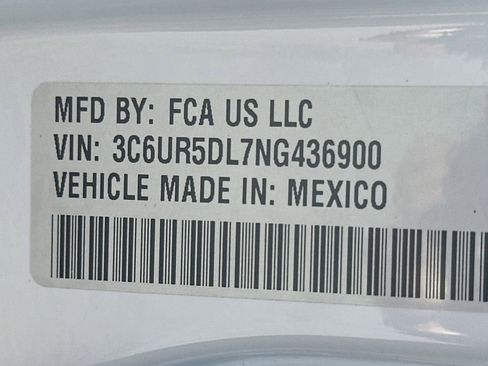 MFD BY: FCA US LLC
VIN: 3C6UR5DL7NG436900
VEHICLE MADE IN: MEXICO